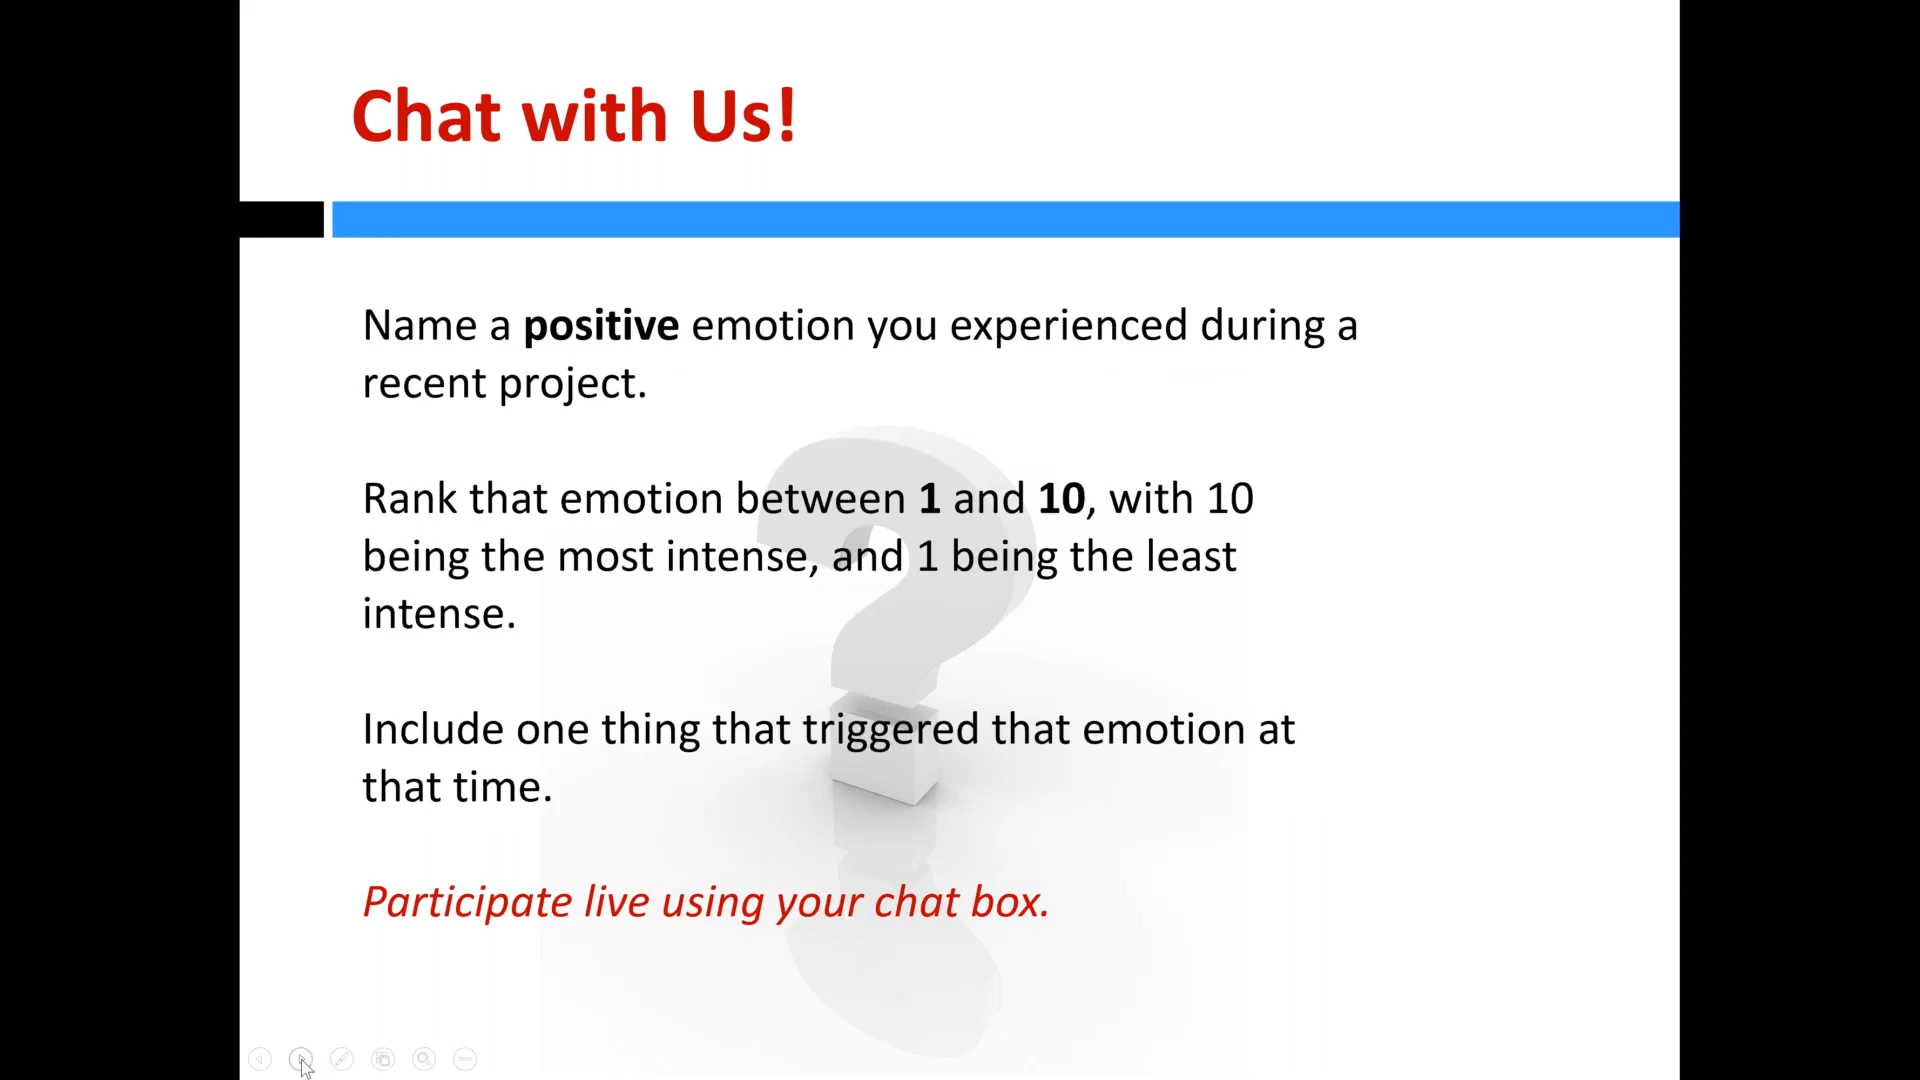 Chat with Us!
Name a positive emotion you experienced during a
recent project.
Rank that emotion between 1 and 10, with 10
being the most intense, and 1 being the least
intense.
Include one thing that triggered that emotion at
that time.
Participate live using your chat box.